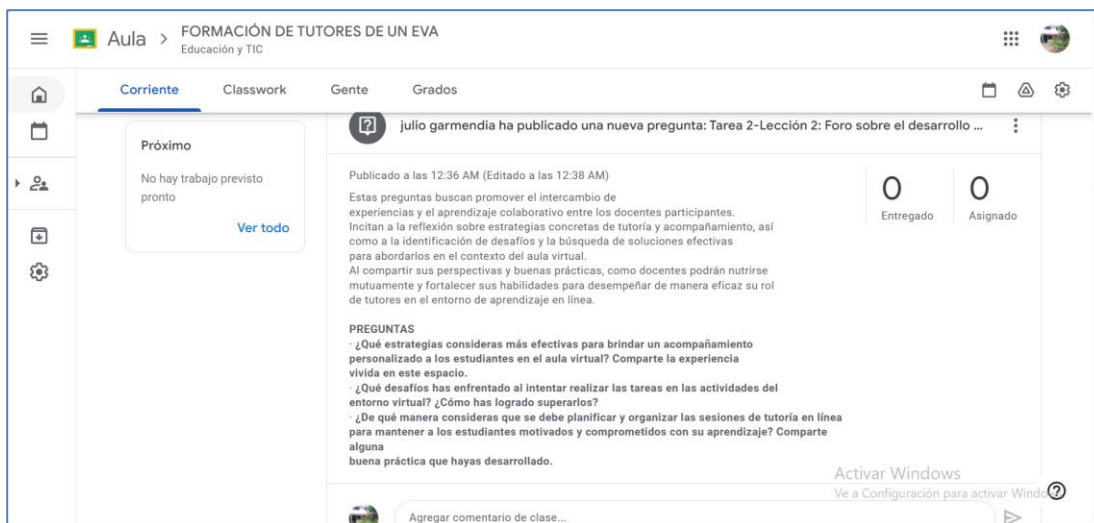 Aula > FORMACIÓN DE TUTORES DE UN EVA
Educación y TIC
Corriente Classwork Gente Grados
Próximo
No hay trabajo previsto
pronto
Ver todo
julio garmendia ha publicado una nueva pregunta: Tarea 2-Lección 2: Foro sobre el desarrollo ...
Publicado a las 12:36 AM (Editado a las 12:38 AM)
0 0
Entregado Asignado
Estas preguntas buscan promover el intercambio de
experiencias y el aprendizaje colaborativo entre los docentes participantes.
Incitan a la reflexión sobre estrategias concretas de tutoría y acompañamiento, así
como a la identificación de desafíos y la búsqueda de soluciones efectivas
para abordarlos en el contexto del aula virtual.
Al compartir sus perspectivas y buenas prácticas, como docentes podrán nutrirse
mutuamente y fortalecer sus habilidades para desempeñar de manera eficaz su rol
de tutores en el entorno de aprendizaje en línea.
PREGUNTAS
· ¿Qué estrategias consideras más efectivas para brindar un acompañamiento
personalizado a los estudiantes en el aula virtual? Comparte la experiencia
vivida en este espacio.
· ¿Qué desafíos has enfrentado al intentar realizar las tareas en las actividades del
entorno virtual? ¿Cómo has logrado superarlos?
· ¿De qué manera consideras que se debe planificar y organizar las sesiones de tutoría en línea
para mantener a los estudiantes motivados y comprometidos con su aprendizaje? Comparte
alguna
buena práctica que hayas desarrollado.
Activar Windows
Ve a Configuración para activar Windo
Agregar comentario de clase...